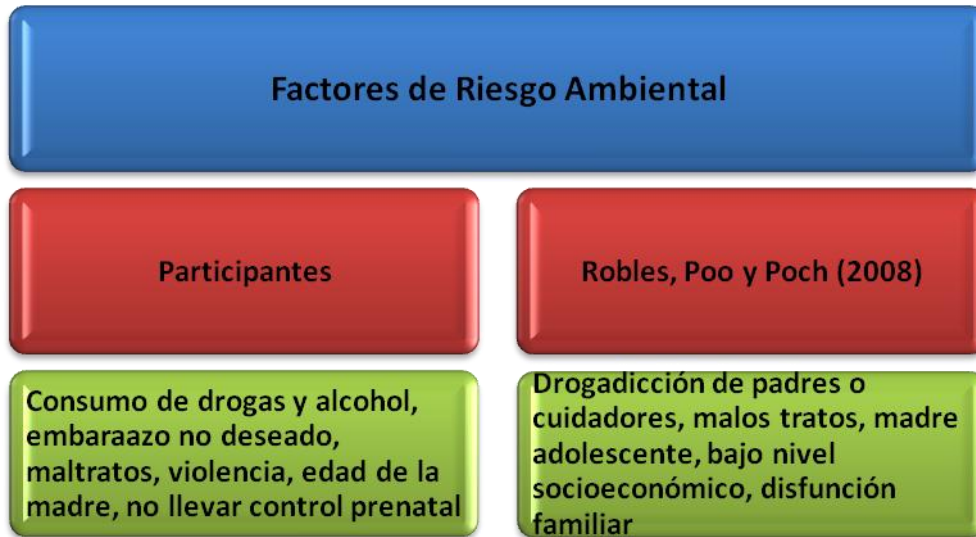 Factores de Riesgo Ambiental
Participantes
Robles, Poo y Poch (2008)
Consumo de drogas y alcohol,
embaraazo no deseado,
maltratos, violencia, edad de la
madre, no llevar control prenatal
Drogadicción de padres o
cuidadores, malos tratos, madre
adolescente, bajo nivel
socioeconómico, disfunción
familiar